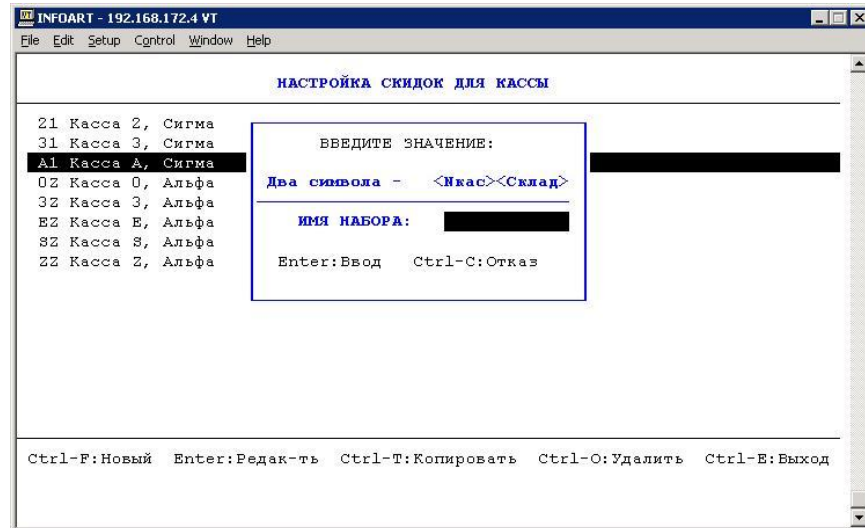 INFOART - 192.168.172.4 VT
File Edit Setup Control Window Help
НАСТРОЙКА СКИДОК ДЛЯ КАССЫ
21 Касса 2, Сигма
31 Касса 3, Сигма
A1 Касса A, Сигма
0Z Касса 0, Альфа
3Z Касса 3, Альфа
EZ Касса E, Альфа
SZ Касса S, Альфа
ZZ Касса Z, Альфа
ВВЕДИТЕ ЗНАЧЕНИЕ:
Два символа - <Nкас><Склад>
ИМЯ НАБОРА:
Enter:Ввод Ctrl-C:Отказ
Ctrl-F:Новый Enter:Редак-ть Ctrl-T:Копировать Ctrl-O:Удалить Ctrl-E:Выход